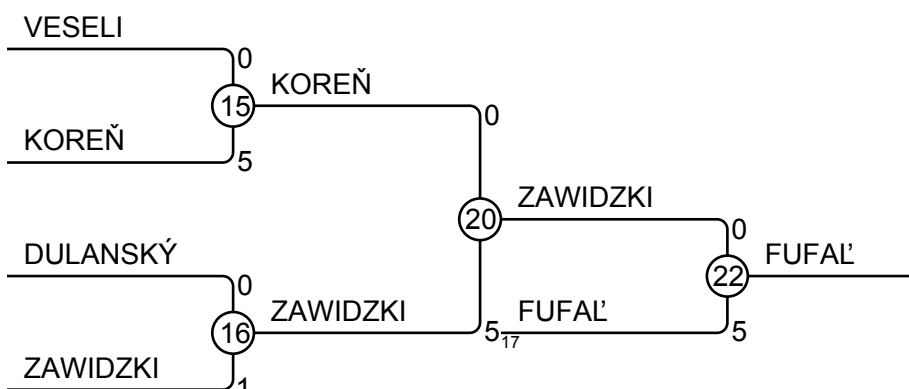 VESELI
0
15
KOREŇ
KOREŇ
5
0
20
ZAWIDZKI
DULANSKÝ
0
16
ZAWIDZKI
ZAWIDZKI
1
5
17
FUFAĽ
0
22
FUFAĽ
5